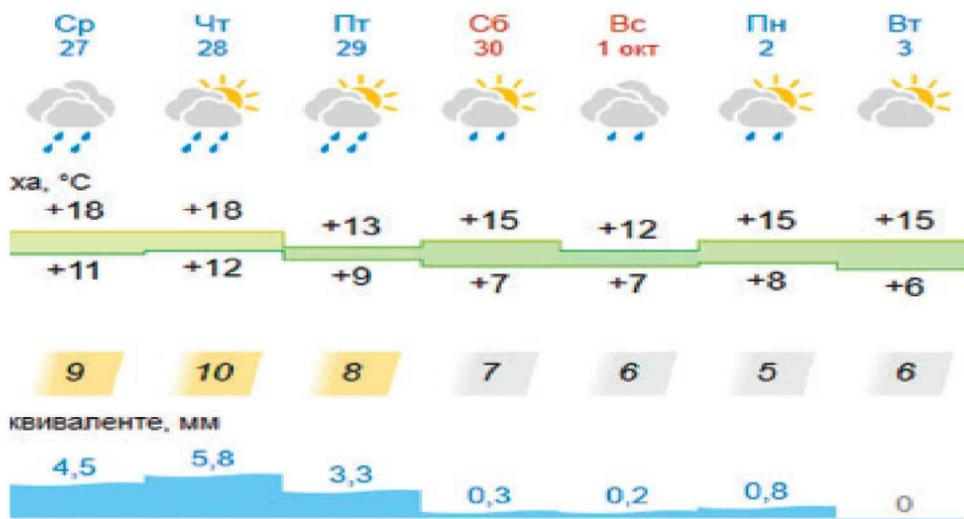 Ср Чт Пт Сб Вс Пн Вт
27 28 29 30 1 окт 2 3
ха, °C
+18 +18 +13 +15 +12 +15 +15
+11 +12 +9 +7 +7 +8 +6
9 10 8 7 6 5 6
квиваленте, мм
4,5 5,8 3,3 0,3 0,2 0,8 0